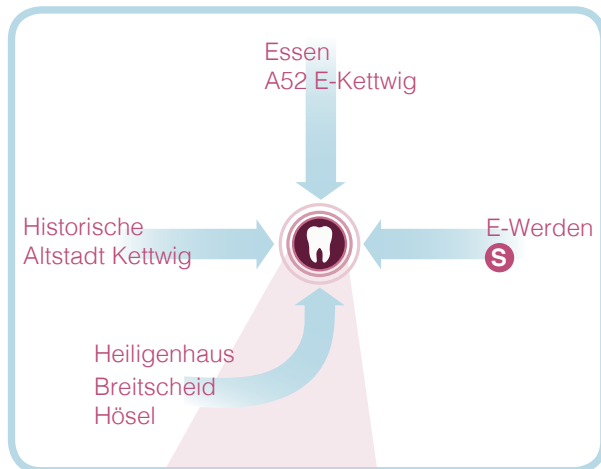 Essen
A52 E-Kettwig
Historische
Altstadt Kettwig
E-Werden
S
Heiligenhaus
Breitscheid
Hösel